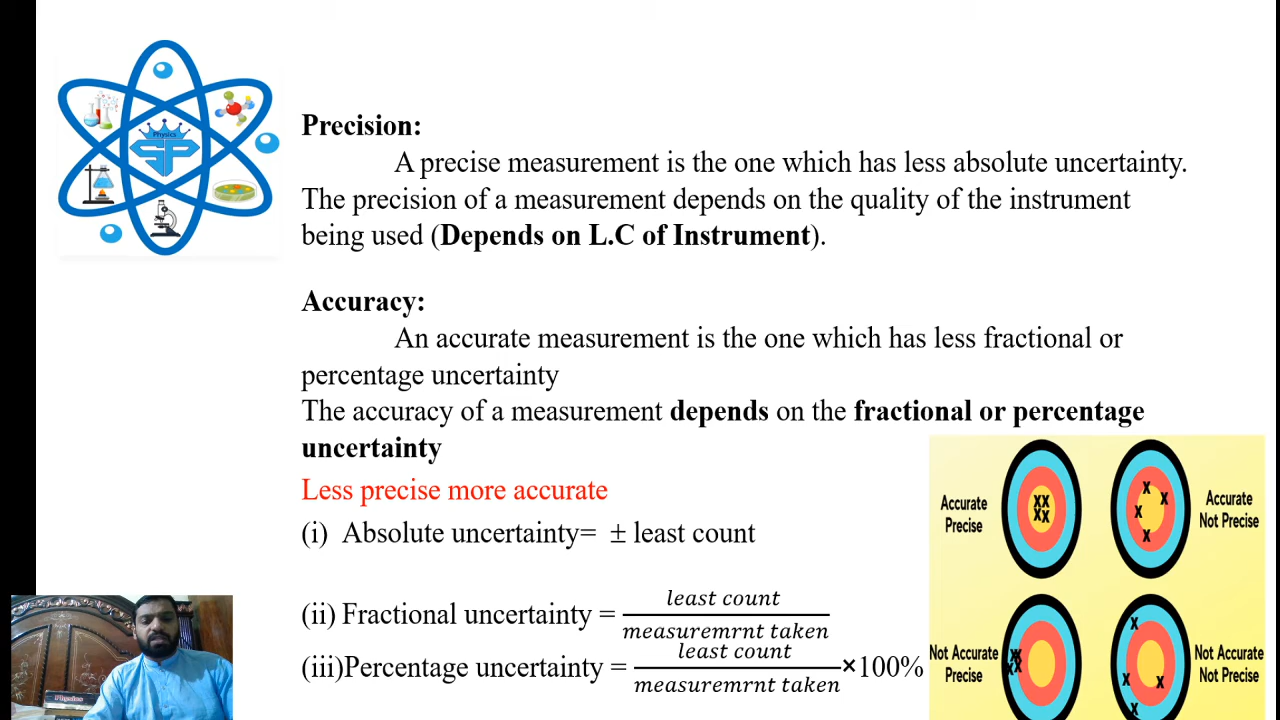 Physics
SP
Precision:
A precise measurement is the one which has less absolute uncertainty.
The precision of a measurement depends on the quality of the instrument
being used (Depends on L.C of Instrument).
Accuracy:
An accurate measurement is the one which has less fractional or
percentage uncertainty
The accuracy of a measurement depends on the fractional or percentage
uncertainty
Less precise more accurate
(i) Absolute uncertainty= ± least count
(ii) Fractional uncertainty = least count / measuremrnt taken
(iii)Percentage uncertainty = least count / measuremrnt taken ×100%
Accurate
Precise
x x
x x
Accurate
Not Precise
x
x
x
x
Not Accurate
Precise
Not Accurate
Not Precise
x
x
x
x
Physics